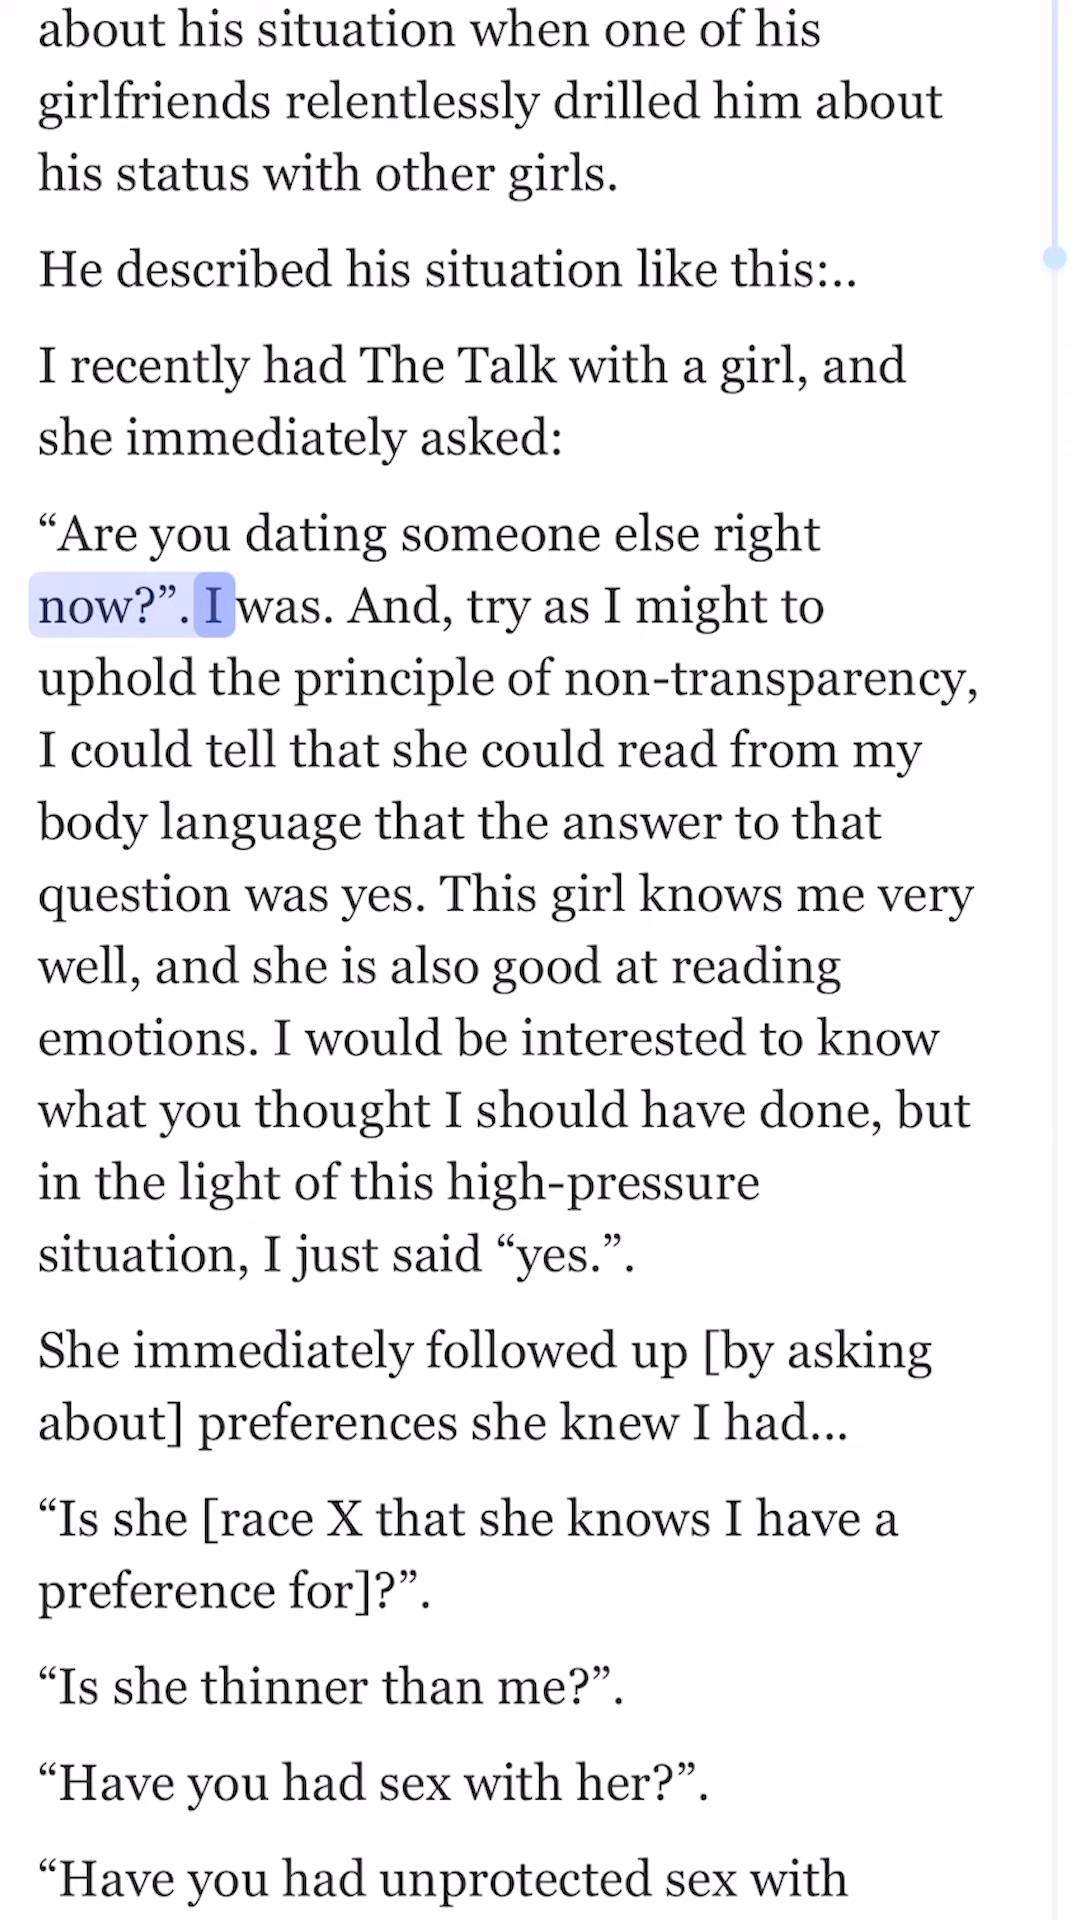 about his situation when one of his
girlfriends relentlessly drilled him about
his status with other girls.
He described his situation like this:..
I recently had The Talk with a girl, and
she immediately asked:
“Are you dating someone else right
now?”. I was. And, try as I might to
uphold the principle of non-transparency,
I could tell that she could read from my
body language that the answer to that
question was yes. This girl knows me very
well, and she is also good at reading
emotions. I would be interested to know
what you thought I should have done, but
in the light of this high-pressure
situation, I just said “yes.”.
She immediately followed up [by asking
about] preferences she knew I had...
“Is she [race X that she knows I have a
preference for]?”.
“Is she thinner than me?”.
“Have you had sex with her?”.
“Have you had unprotected sex with